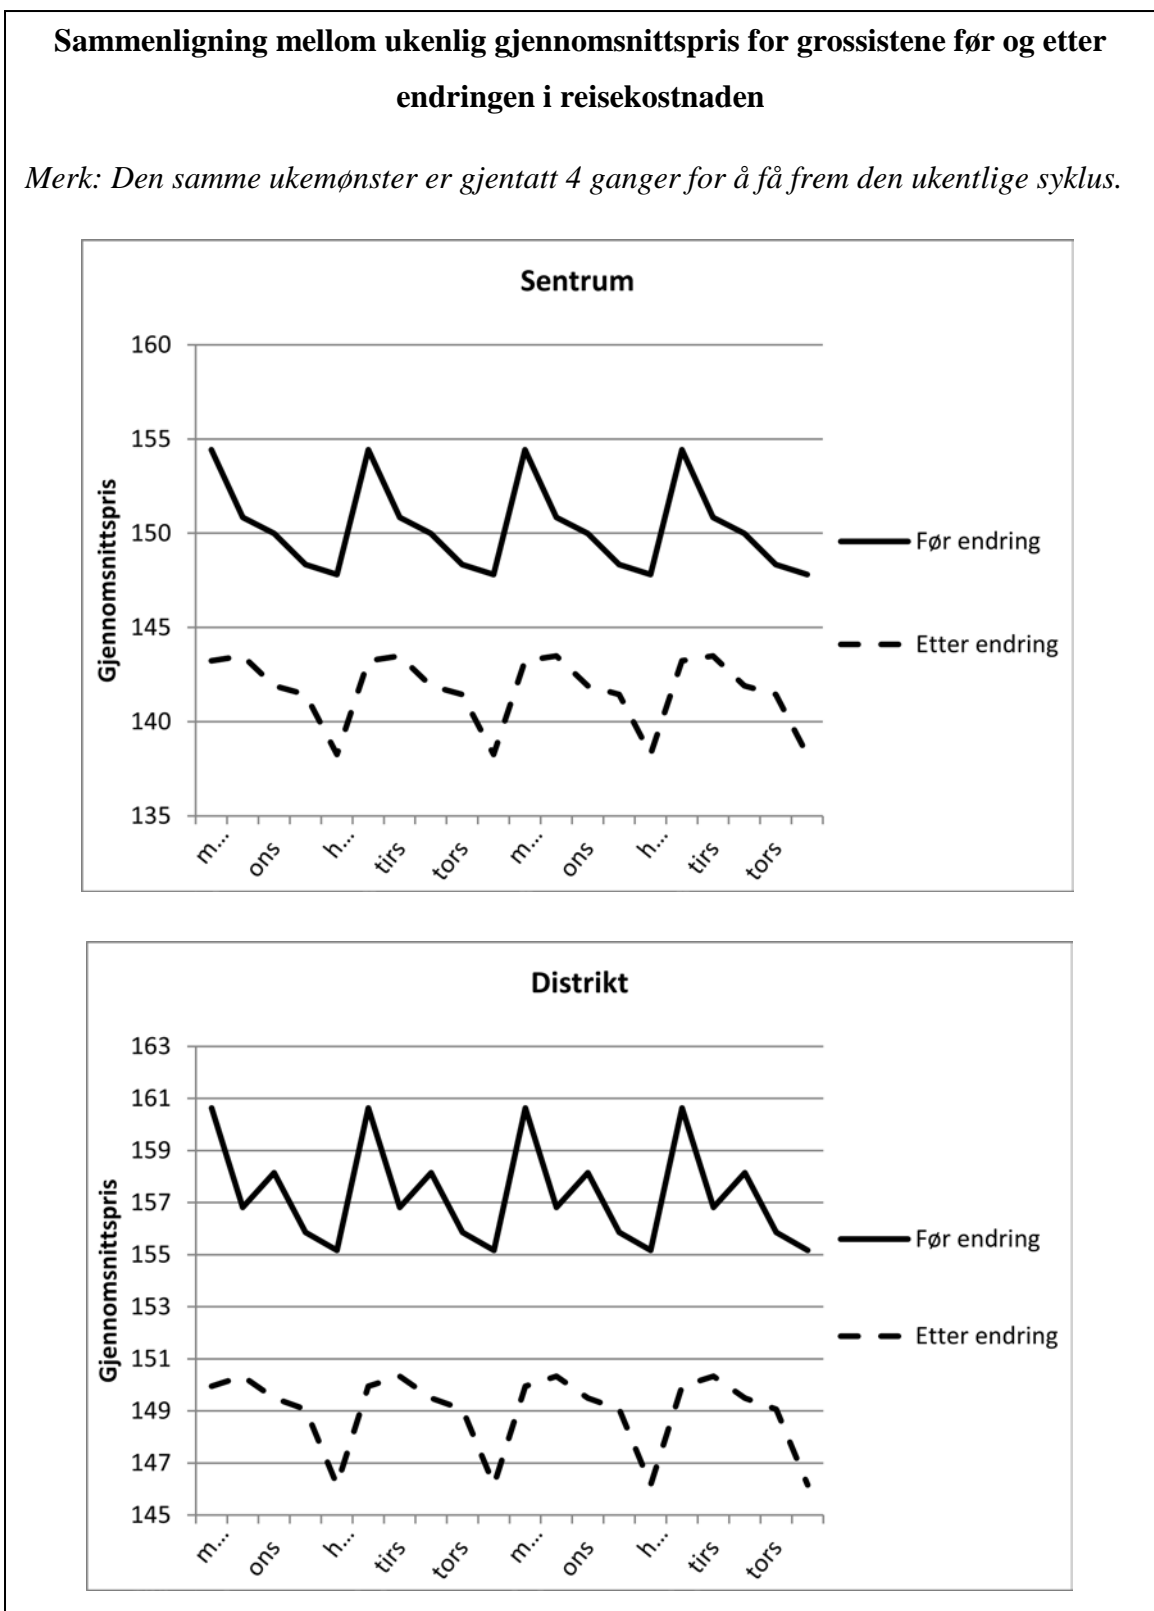 Sammenligning mellom ukenlig gjennomsnittspris for grossistene før og etter
endringen i reisekostnaden
Merk: Den samme ukemønster er gjentatt 4 ganger for å få frem den ukentlige syklus.
Sentrum
160
155
150
145
140
135
Gjennomsnittspris
Før endring
Etter endring
m... ons h... tirs tors m... ons h... tirs tors
Distrikt
163
161
159
157
155
153
151
149
147
145
Gjennomsnittspris
Før endring
Etter endring
m... ons h... tirs tors m... ons h... tirs tors